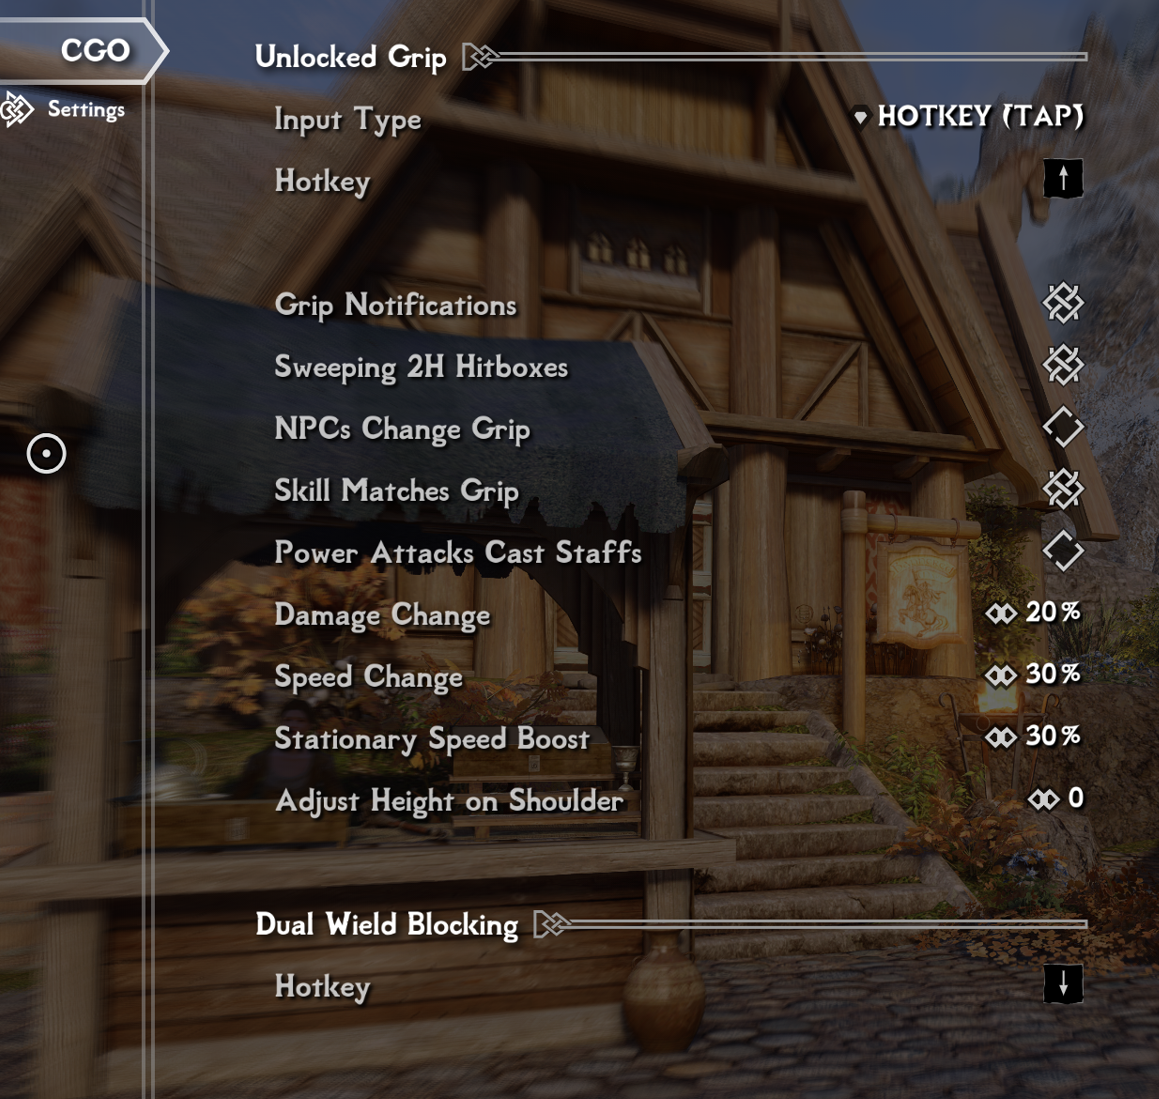 CGO
Settings
Unlocked Grip
Input Type HOTKEY (TAP)
Hotkey ↑
Grip Notifications
Sweeping 2H Hitboxes
NPCs Change Grip
Skill Matches Grip
Power Attacks Cast Staffs
Damage Change 20%
Speed Change 30%
Stationary Speed Boost 30%
Adjust Height on Shoulder 0
Dual Wield Blocking
Hotkey ↓